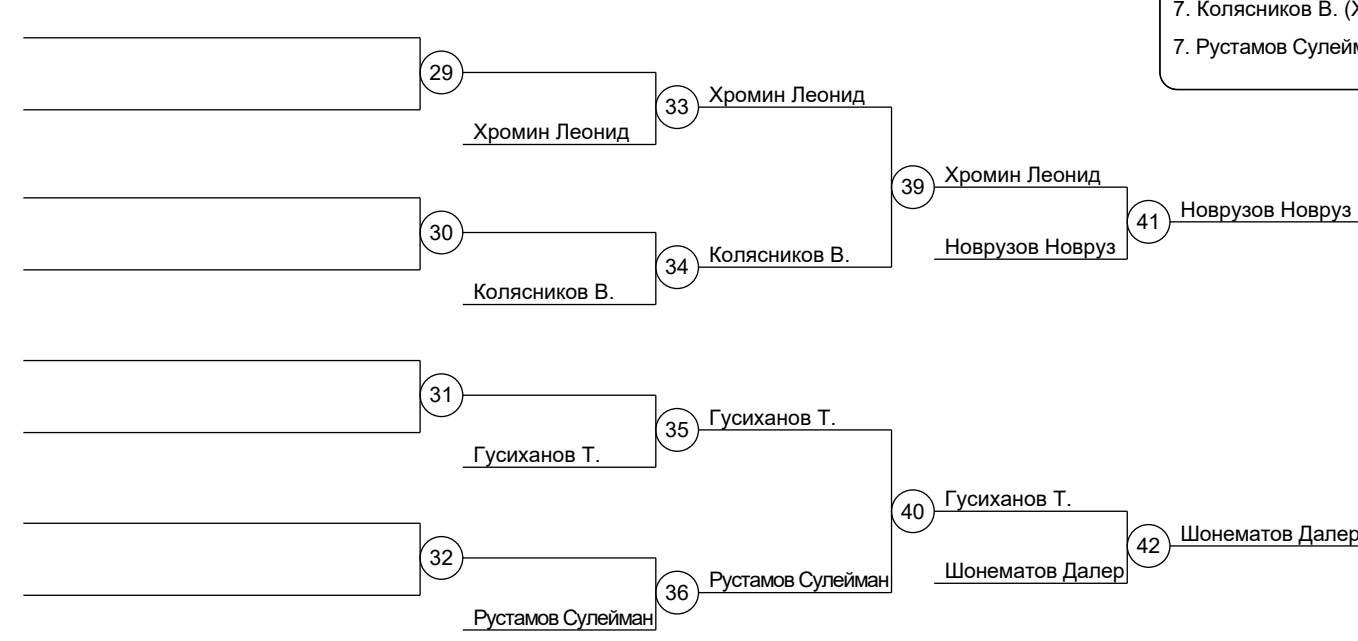 7. Колясников В. (Х
7. Рустамов Сулейм
29
33
Хромин Леонид
Хромин Леонид
39
Хромин Леонид
41
Новрузов Новруз
Новрузов Новруз
30
34
Колясников В.
Колясников В.
31
35
Гусиханов Т.
Гусиханов Т.
40
Гусиханов Т.
42
Шонематов Далер
Шонематов Далер
32
36
Рустамов Сулейман
Рустамов Сулейман